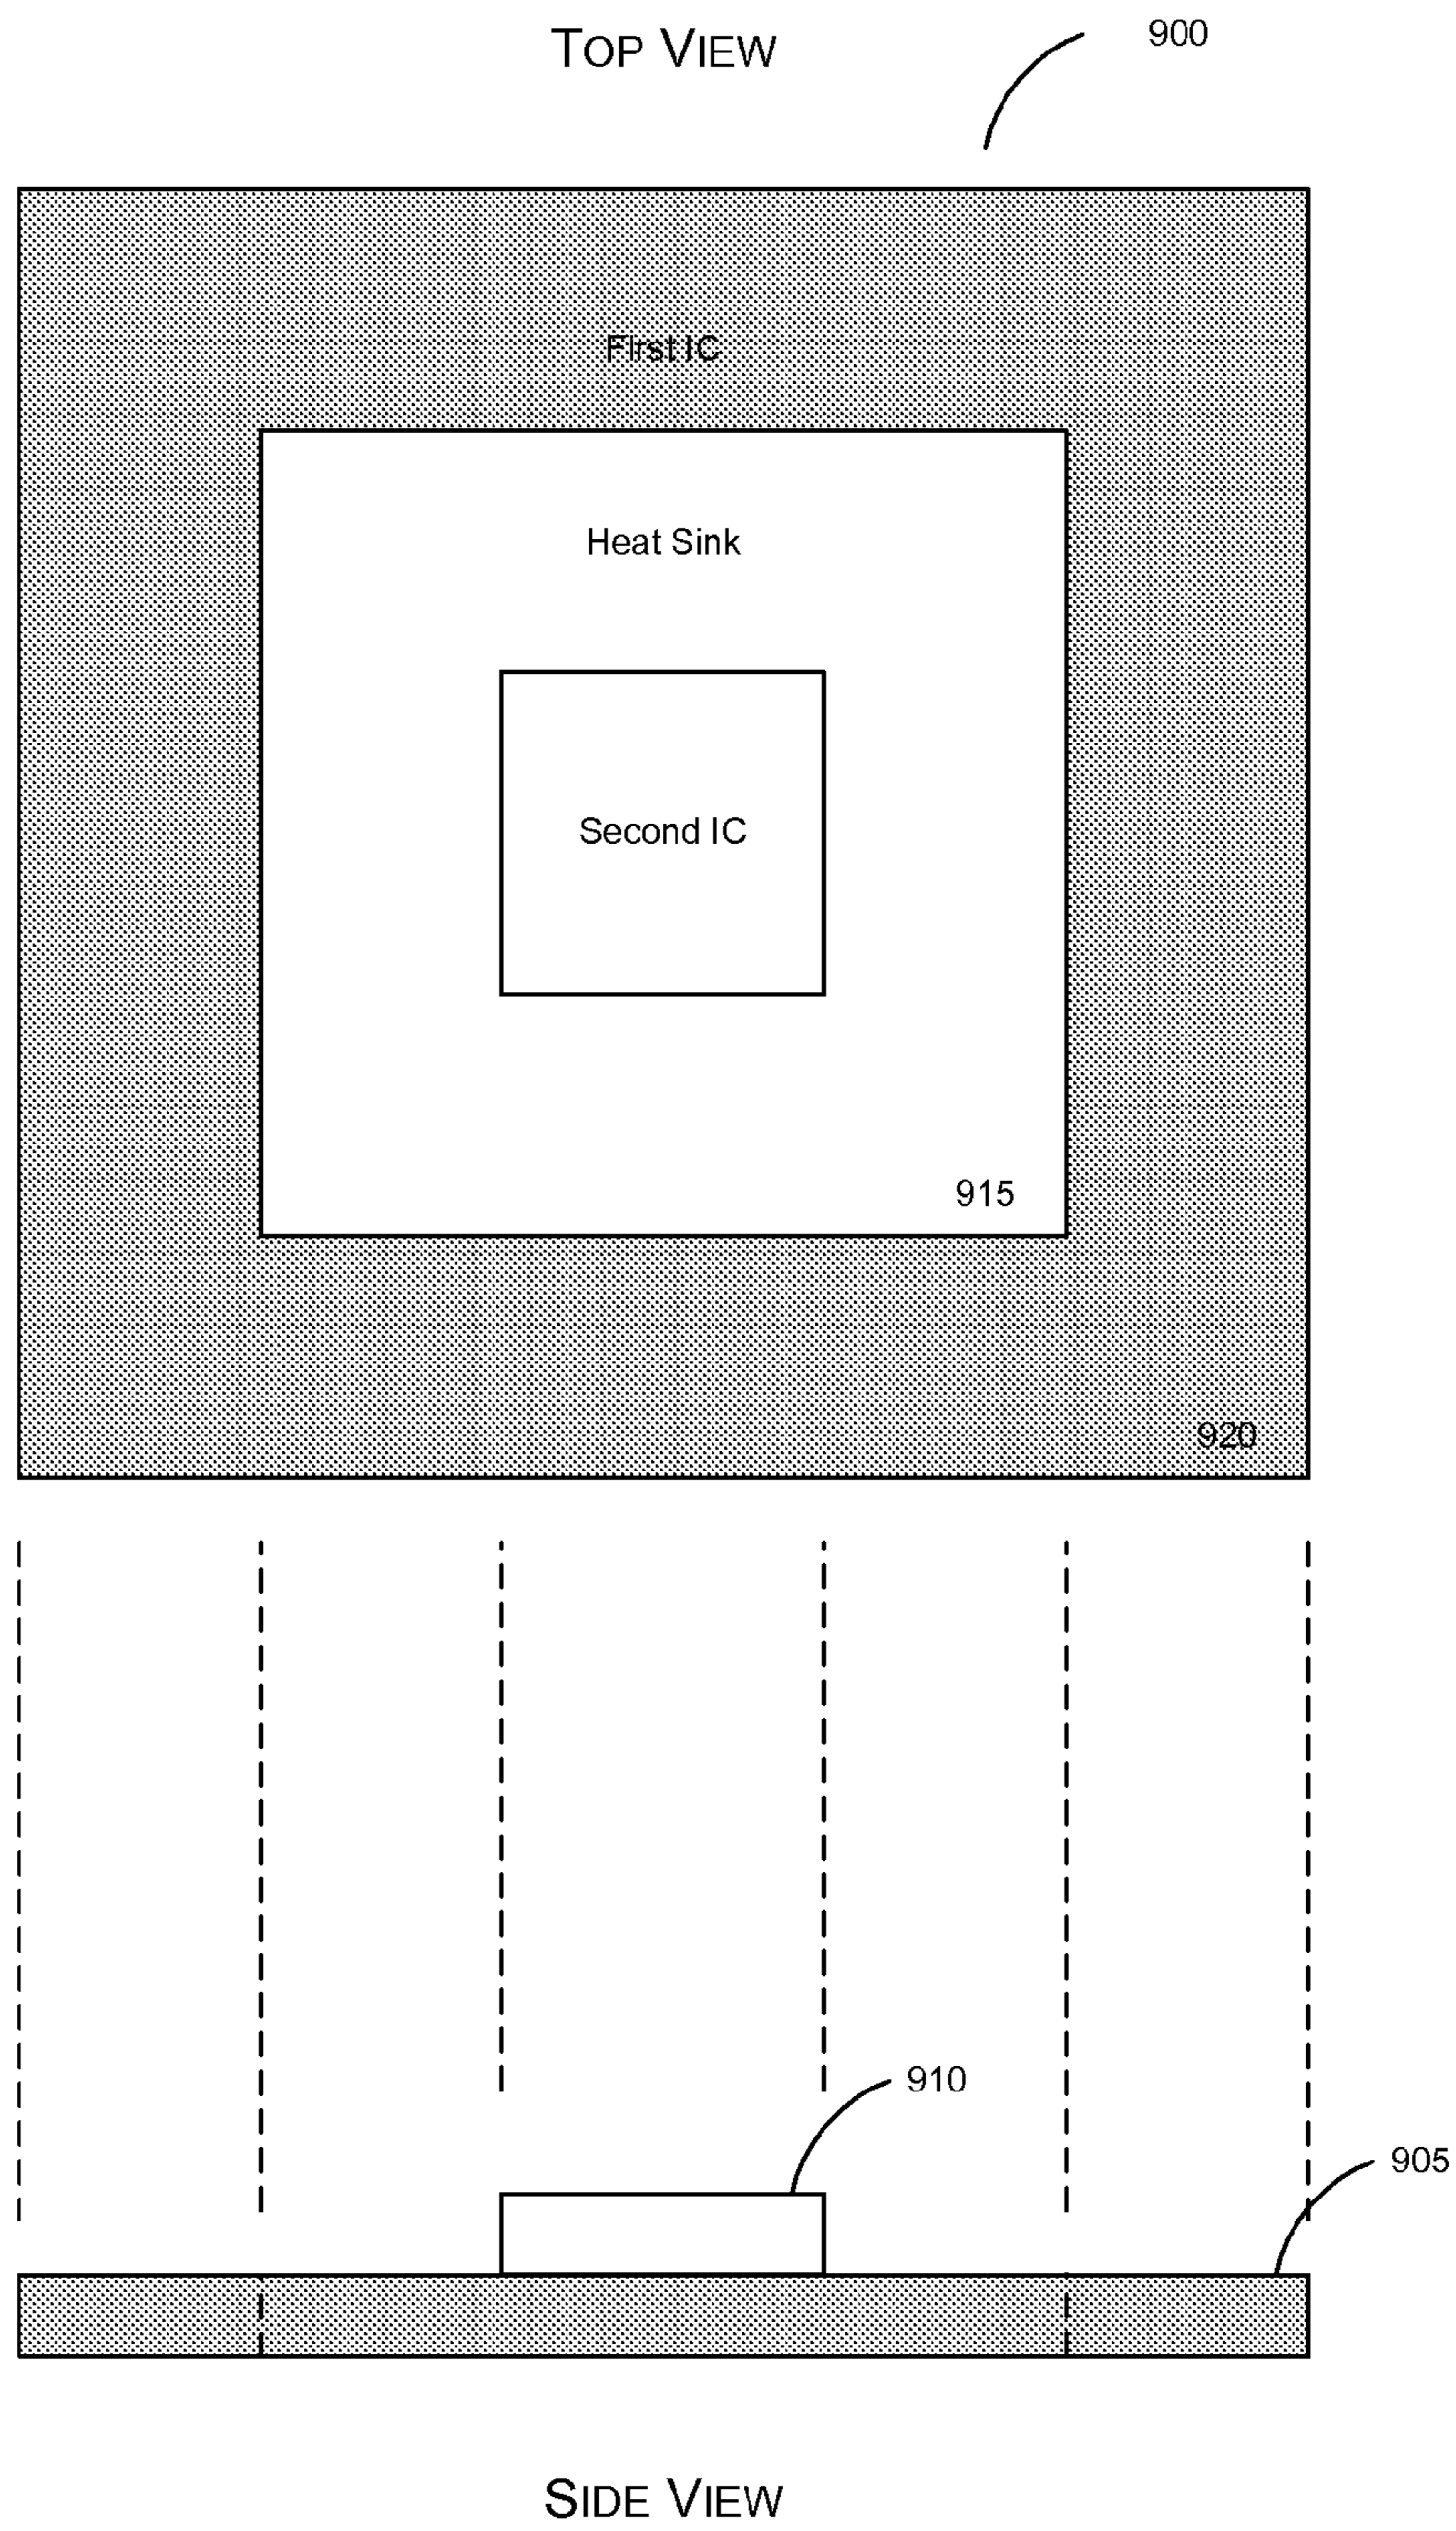 TOP VIEW
900
First IC
Heat Sink
Second IC
915
920
910
905
SIDE VIEW